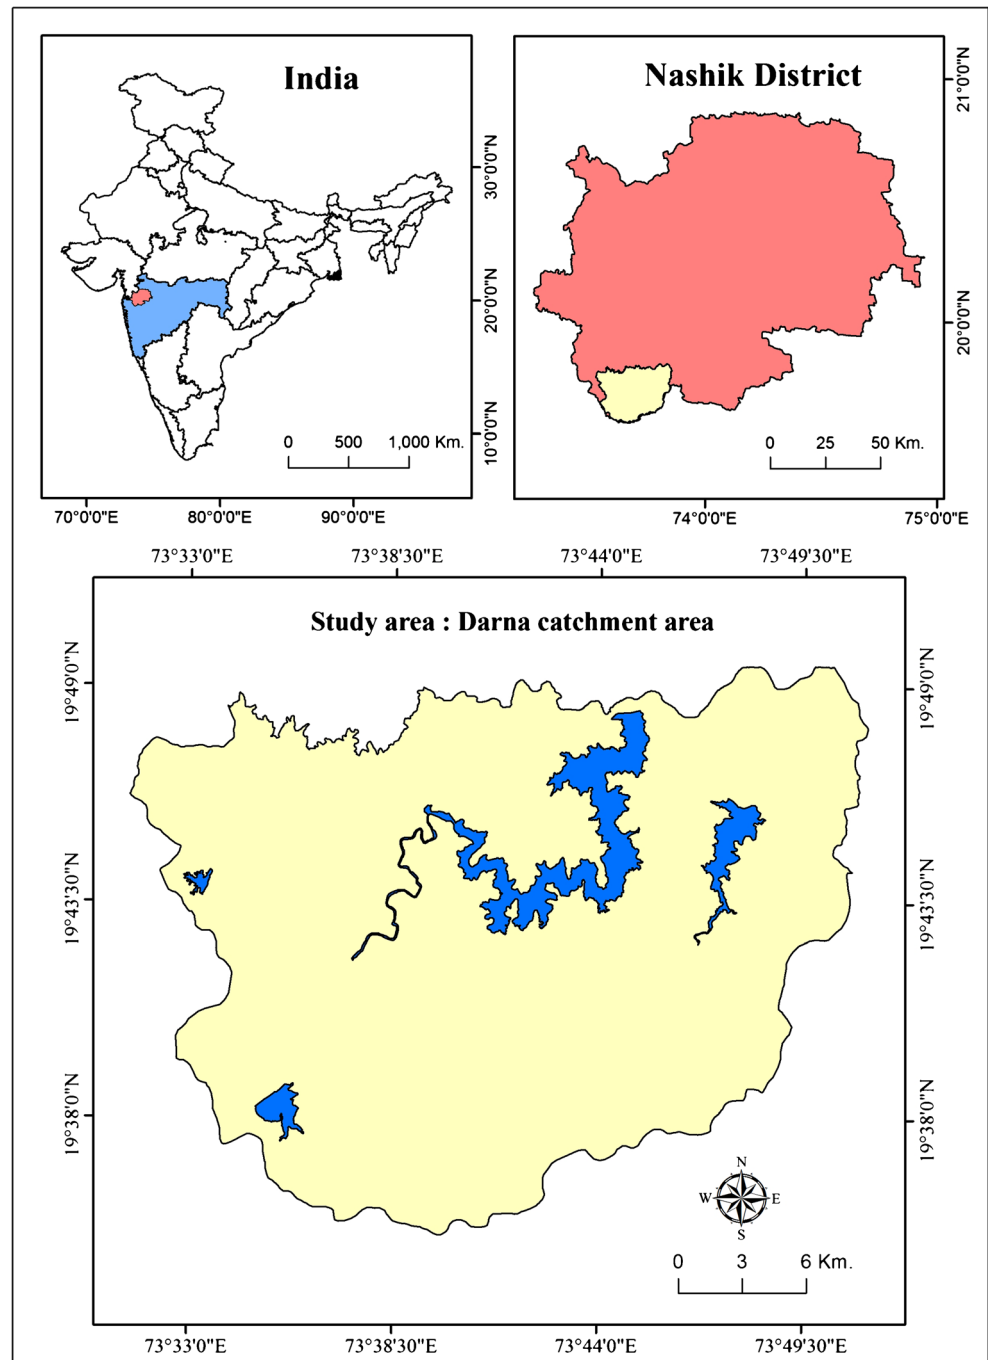 India
30°0'0"N
20°0'0"N
10°0'0"N
0 500 1,000 Km.
70°0'0"E 80°0'0"E 90°0'0"E
Nashik District
21°0'0"N
20°0'0"N
0 25 50 Km.
74°0'0"E 75°0'0"E
73°33'0"E 73°38'30"E 73°44'0"E 73°49'30"E
Study area : Darna catchment area
19°49'0"N 19°49'0"N
19°43'30"N 19°43'30"N
19°38'0"N 19°38'0"N
N
W E
S
0 3 6 Km.
73°33'0"E 73°38'30"E 73°44'0"E 73°49'30"E